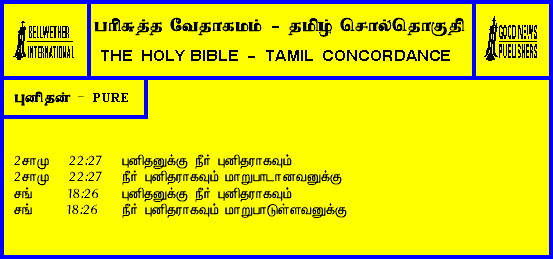 BELLWETHER
INTERNATIONAL
பரிசுத்த வேதாகமம் - தமிழ் சொல்தொகுதி
THE HOLY BIBLE - TAMIL CONCORDANCE
GOOD NEWS
PUBLISHERS
புனிதன் - PURE
2சாமு 22:27 புனிதனுக்கு நீர் புனிதராகவும்
2சாமு 22:27 நீர் புனிதராகவும் மாறுபாடானவனுக்கு
சங் 18:26 புனிதனுக்கு நீர் புனிதராகவும்
சங் 18:26 நீர் புனிதராகவும் மாறுபாடுள்ளவனுக்கு